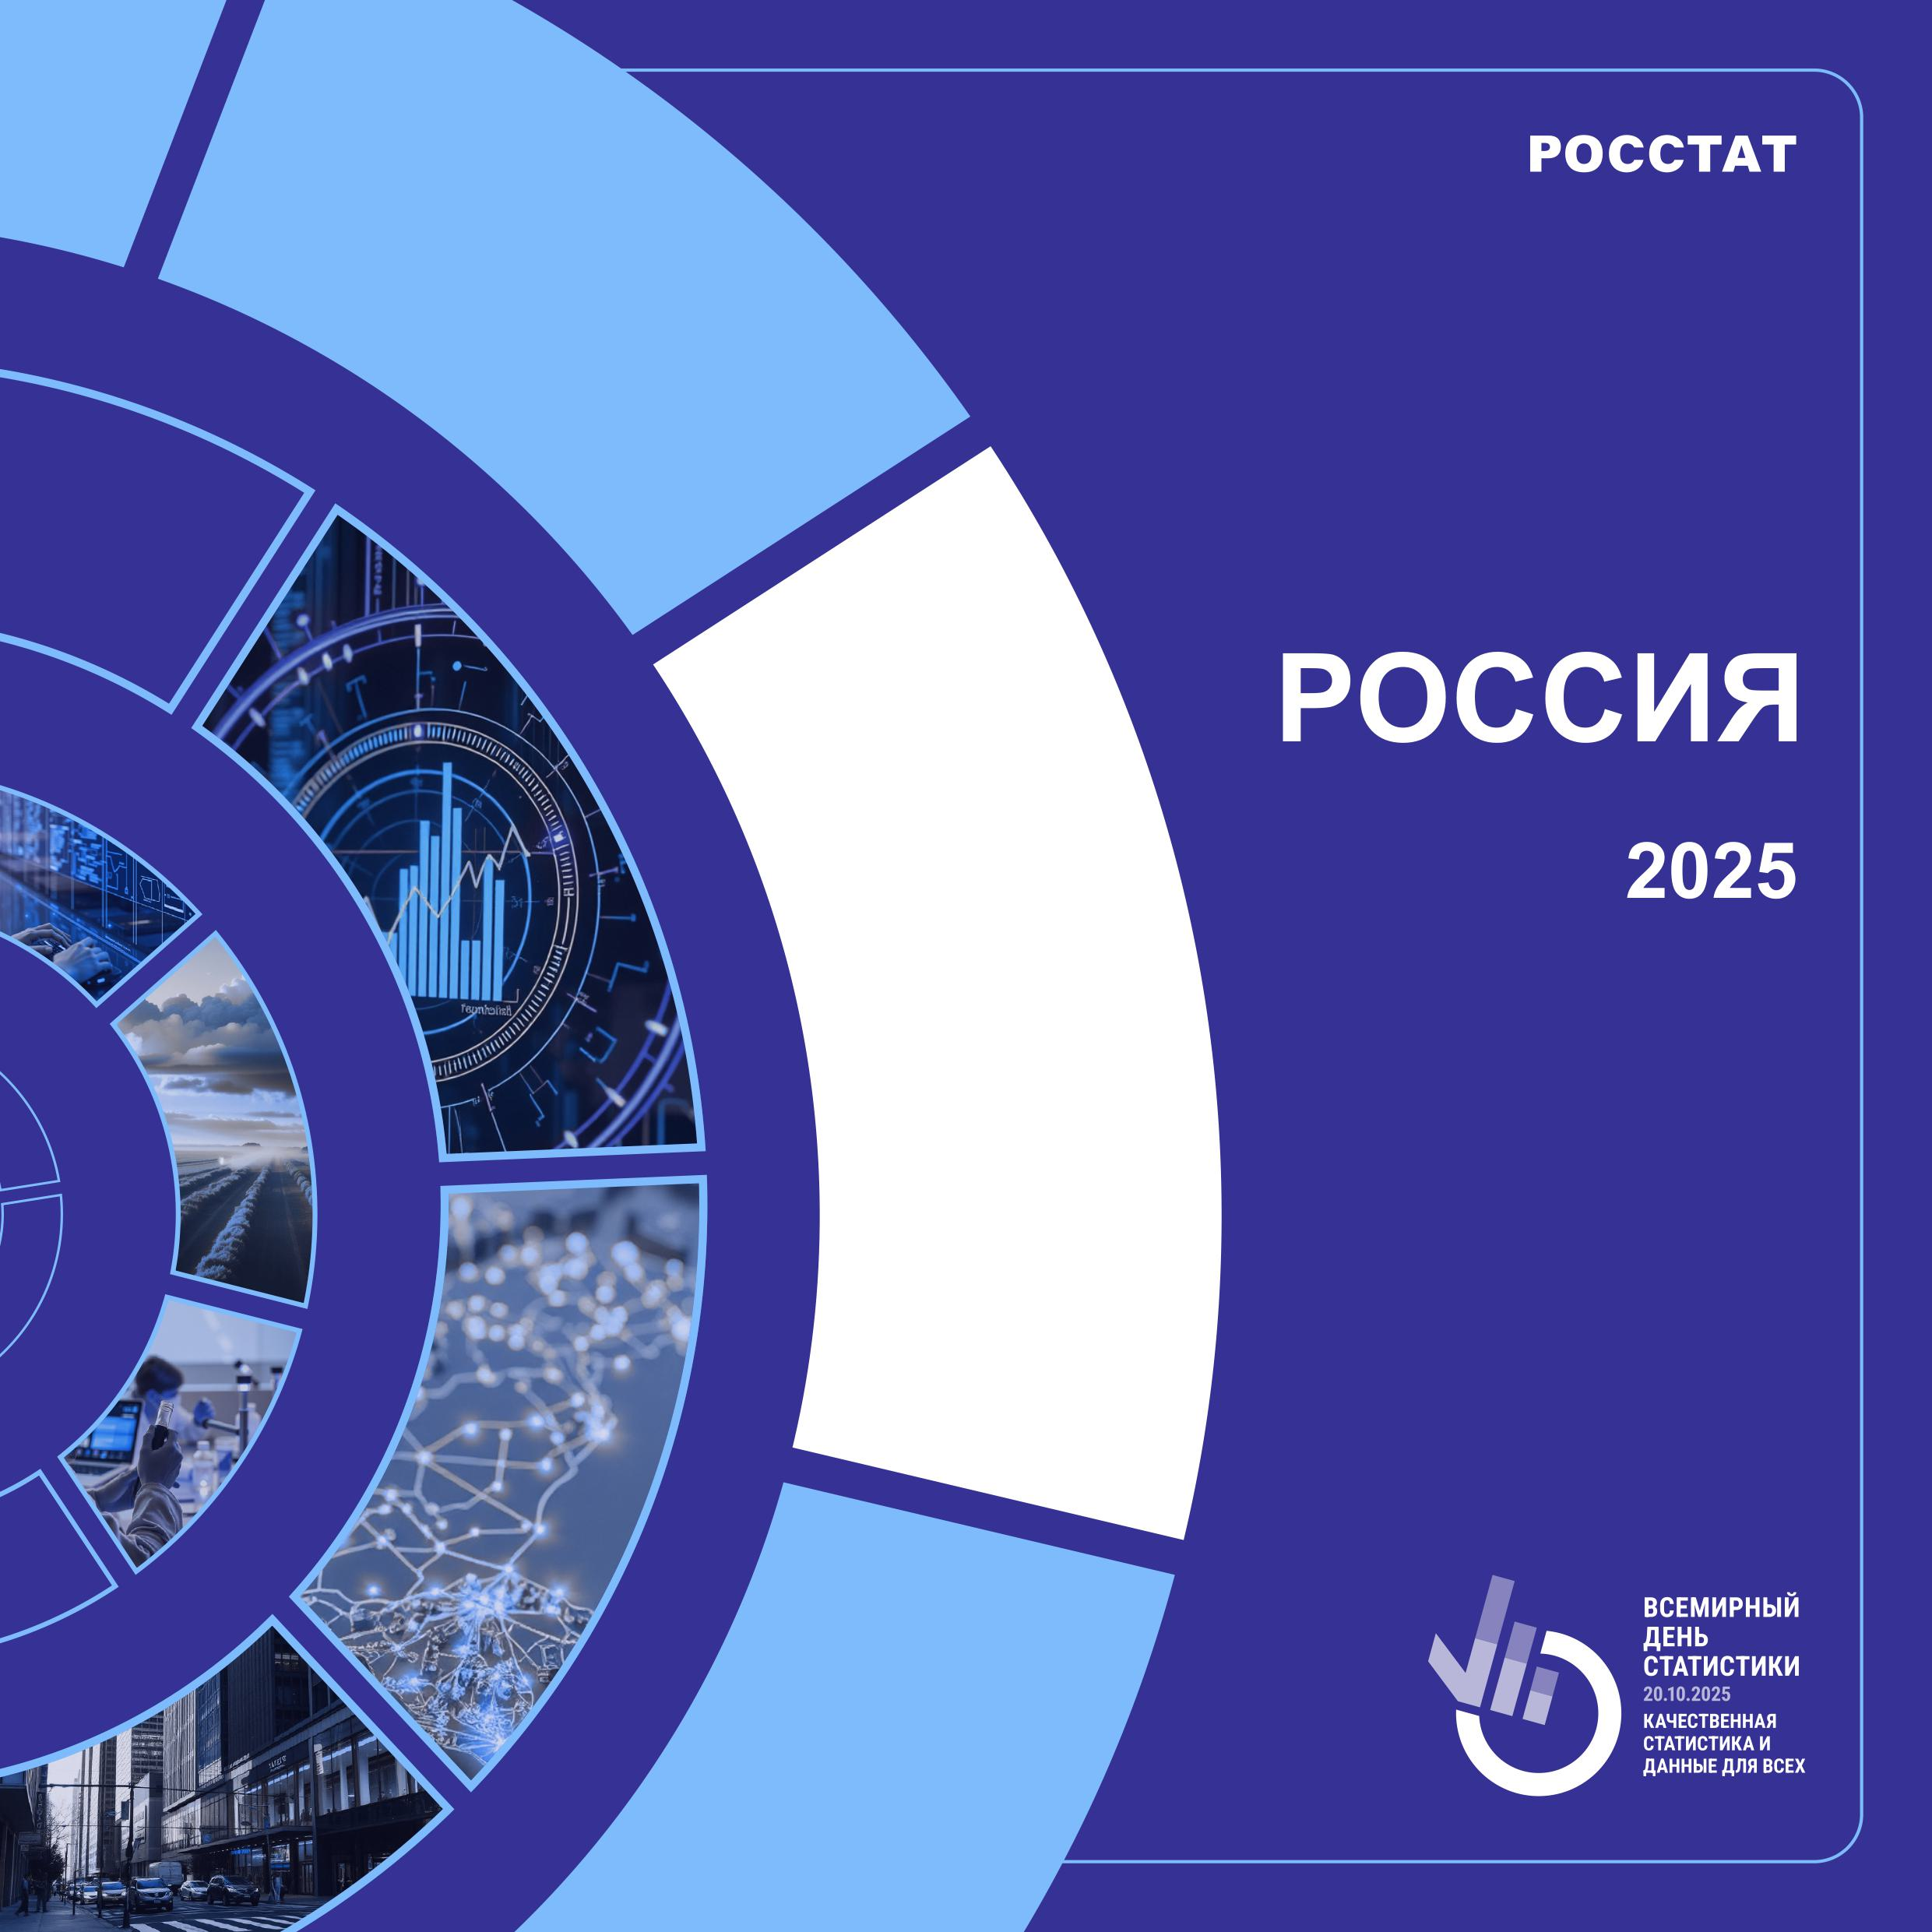 РОССТАТ
РОССИЯ
2025
ВСЕМИРНЫЙ
ДЕНЬ
СТАТИСТИКИ
20.10.2025
КАЧЕСТВЕННАЯ
СТАТИСТИКА И
ДАННЫЕ ДЛЯ ВСЕХ